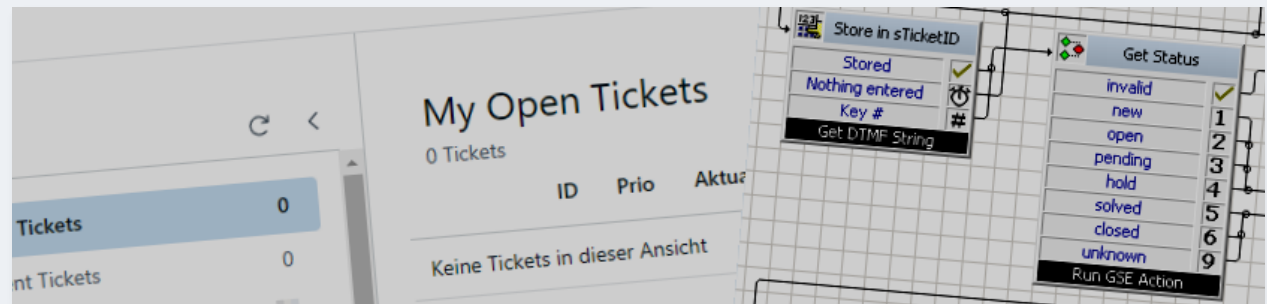 Tickets 0
nt Tickets 0
My Open Tickets
0 Tickets
ID Prio
Keine Tickets in dieser Ansicht
Store in sTicketID
Stored
Nothing entered
Key # #
Get DTMF String
Get Status
invalid
new 1
open 2
pending 3
hold 4
solved 5
closed 6
unknown 9
Run GSE Action